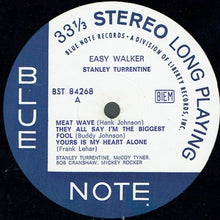 33⅓ STEREO LONG PLAYING
BLUE NOTE RECORDS • A DIVISION OF LIBERTY RECORDS, INC.
EASY WALKER
STANLEY TURRENTINE
BST 84268
A
BIEM
MEAT WAVE (Hank Johnson)
THEY ALL SAY I'M THE BIGGEST
FOOL (Buddy Johnson)
YOURS IS MY HEART ALONE
(Frank Lehar)
STANLEY TURRENTINE, McCOY TYNER,
BOB CRANSHAW, MICKEY ROCKER
BLUE
NOTE